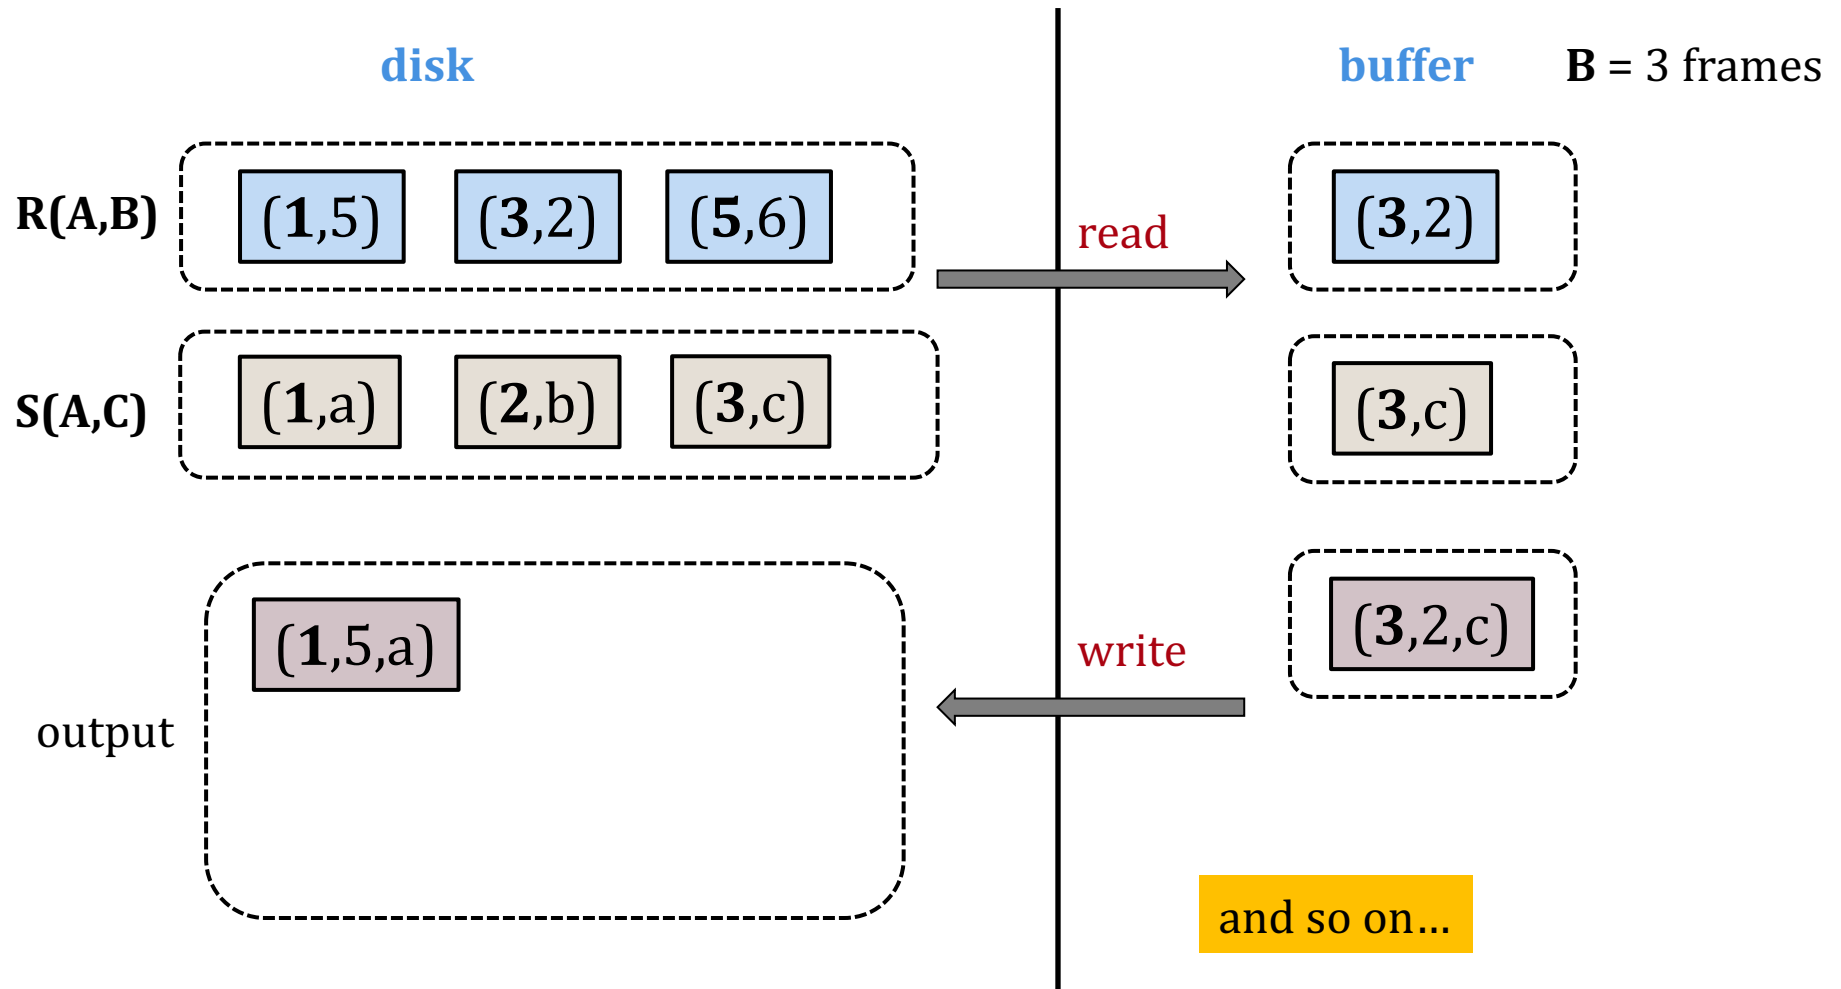 disk
buffer
B = 3 frames
R(A,B)
(1,5)
(3,2)
(5,6)
read
(3,2)
S(A,C)
(1,a)
(2,b)
(3,c)
(3,c)
output
(1,5,a)
write
(3,2,c)
and so on…